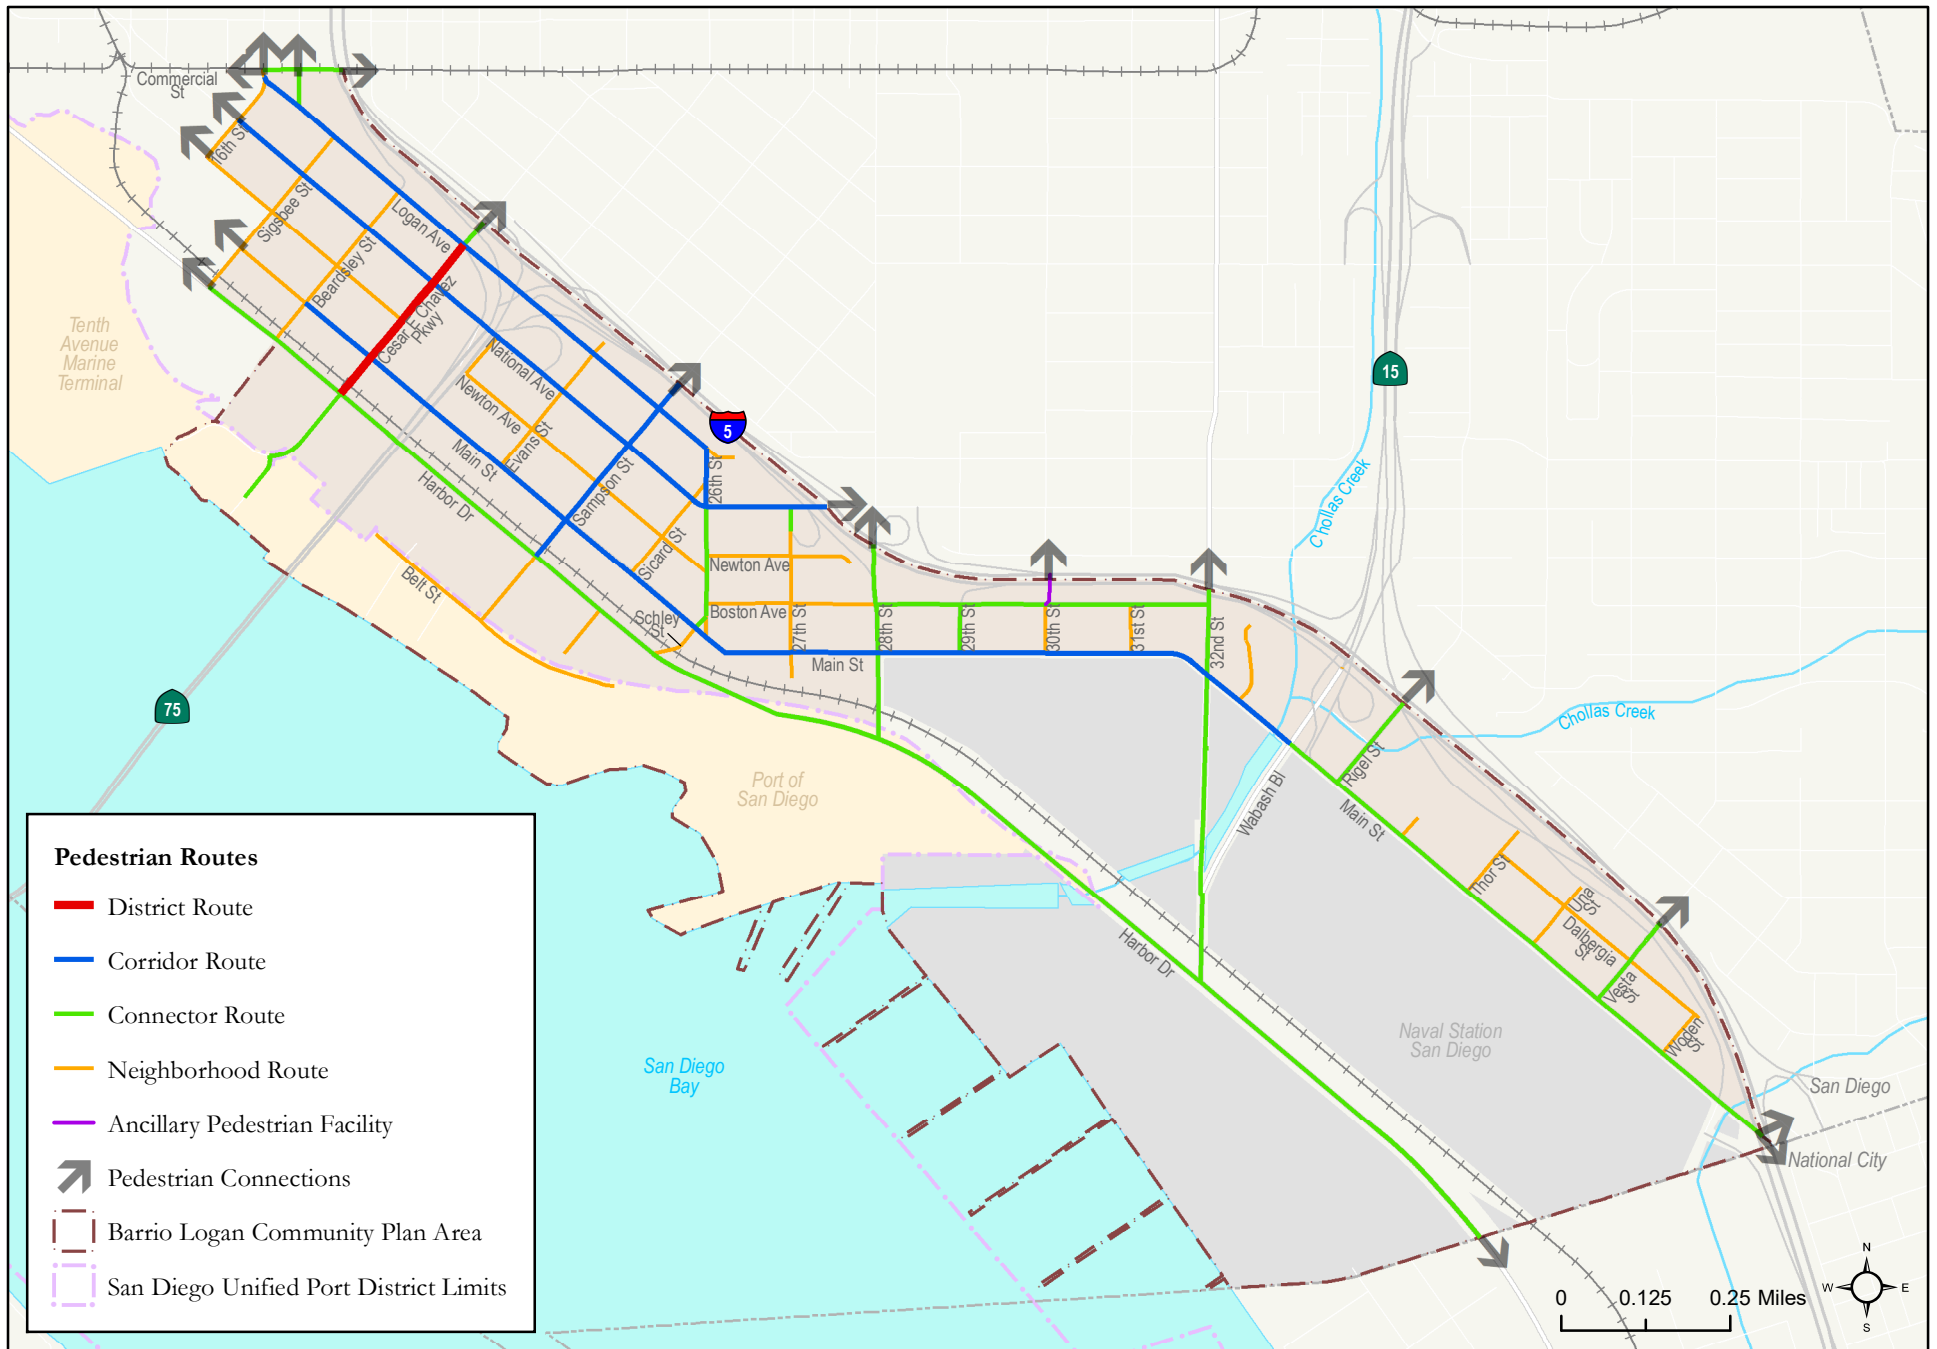 Commercial
St
16th St
Sigsbee St
Beardsley St
Logan Ave
Cesar E Chavez
Pkwy
Tenth
Avenue
Marine
Terminal
National Ave
Newton Ave
Evans St
Main St
Harbor Dr
Sampson St
Sicard St
26th St
5
15
Chollas Creek
Chollas Creek
Belt St
Schley
St
Newton Ave
Boston Ave
27th St
28th St
29th St
30th St
31st St
32nd St
Main St
75
Port of
San Diego
Wabash Bl
Rigel St
Main St
Thor St
Una
St
Dalbergia
St
Vesta
St
Woden
St
Harbor Dr
Naval Station
San Diego
San Diego
Bay
San Diego
National City
Pedestrian Routes
District Route
Corridor Route
Connector Route
Neighborhood Route
Ancillary Pedestrian Facility
Pedestrian Connections
Barrio Logan Community Plan Area
San Diego Unified Port District Limits
0 0.125 0.25 Miles
N
W E
S